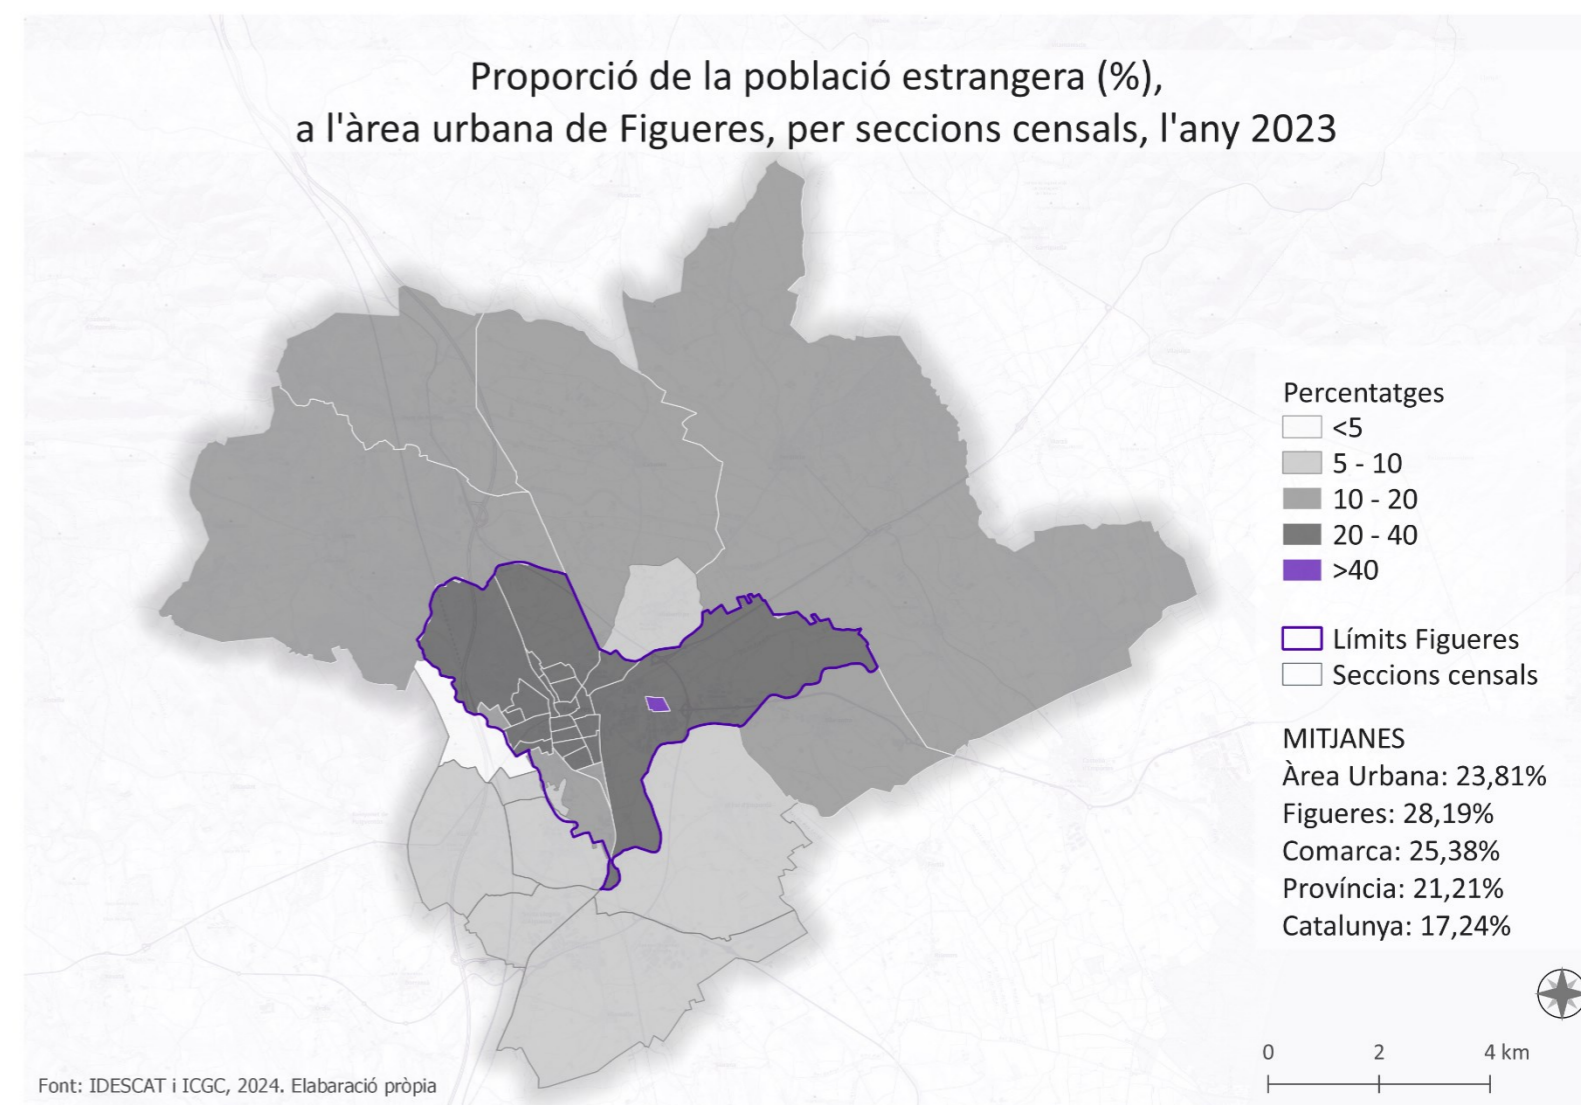 Proporció de la població estrangera (%),
a l'àrea urbana de Figueres, per seccions censals, l'any 2023
Percentatges
<5
5 - 10
10 - 20
20 - 40
>40
Límits Figueres
Seccions censals
MITJANES
Àrea Urbana: 23,81%
Figueres: 28,19%
Comarca: 25,38%
Província: 21,21%
Catalunya: 17,24%
0 2 4 km
Font: IDESCAT i ICGC, 2024. Elabaració pròpia